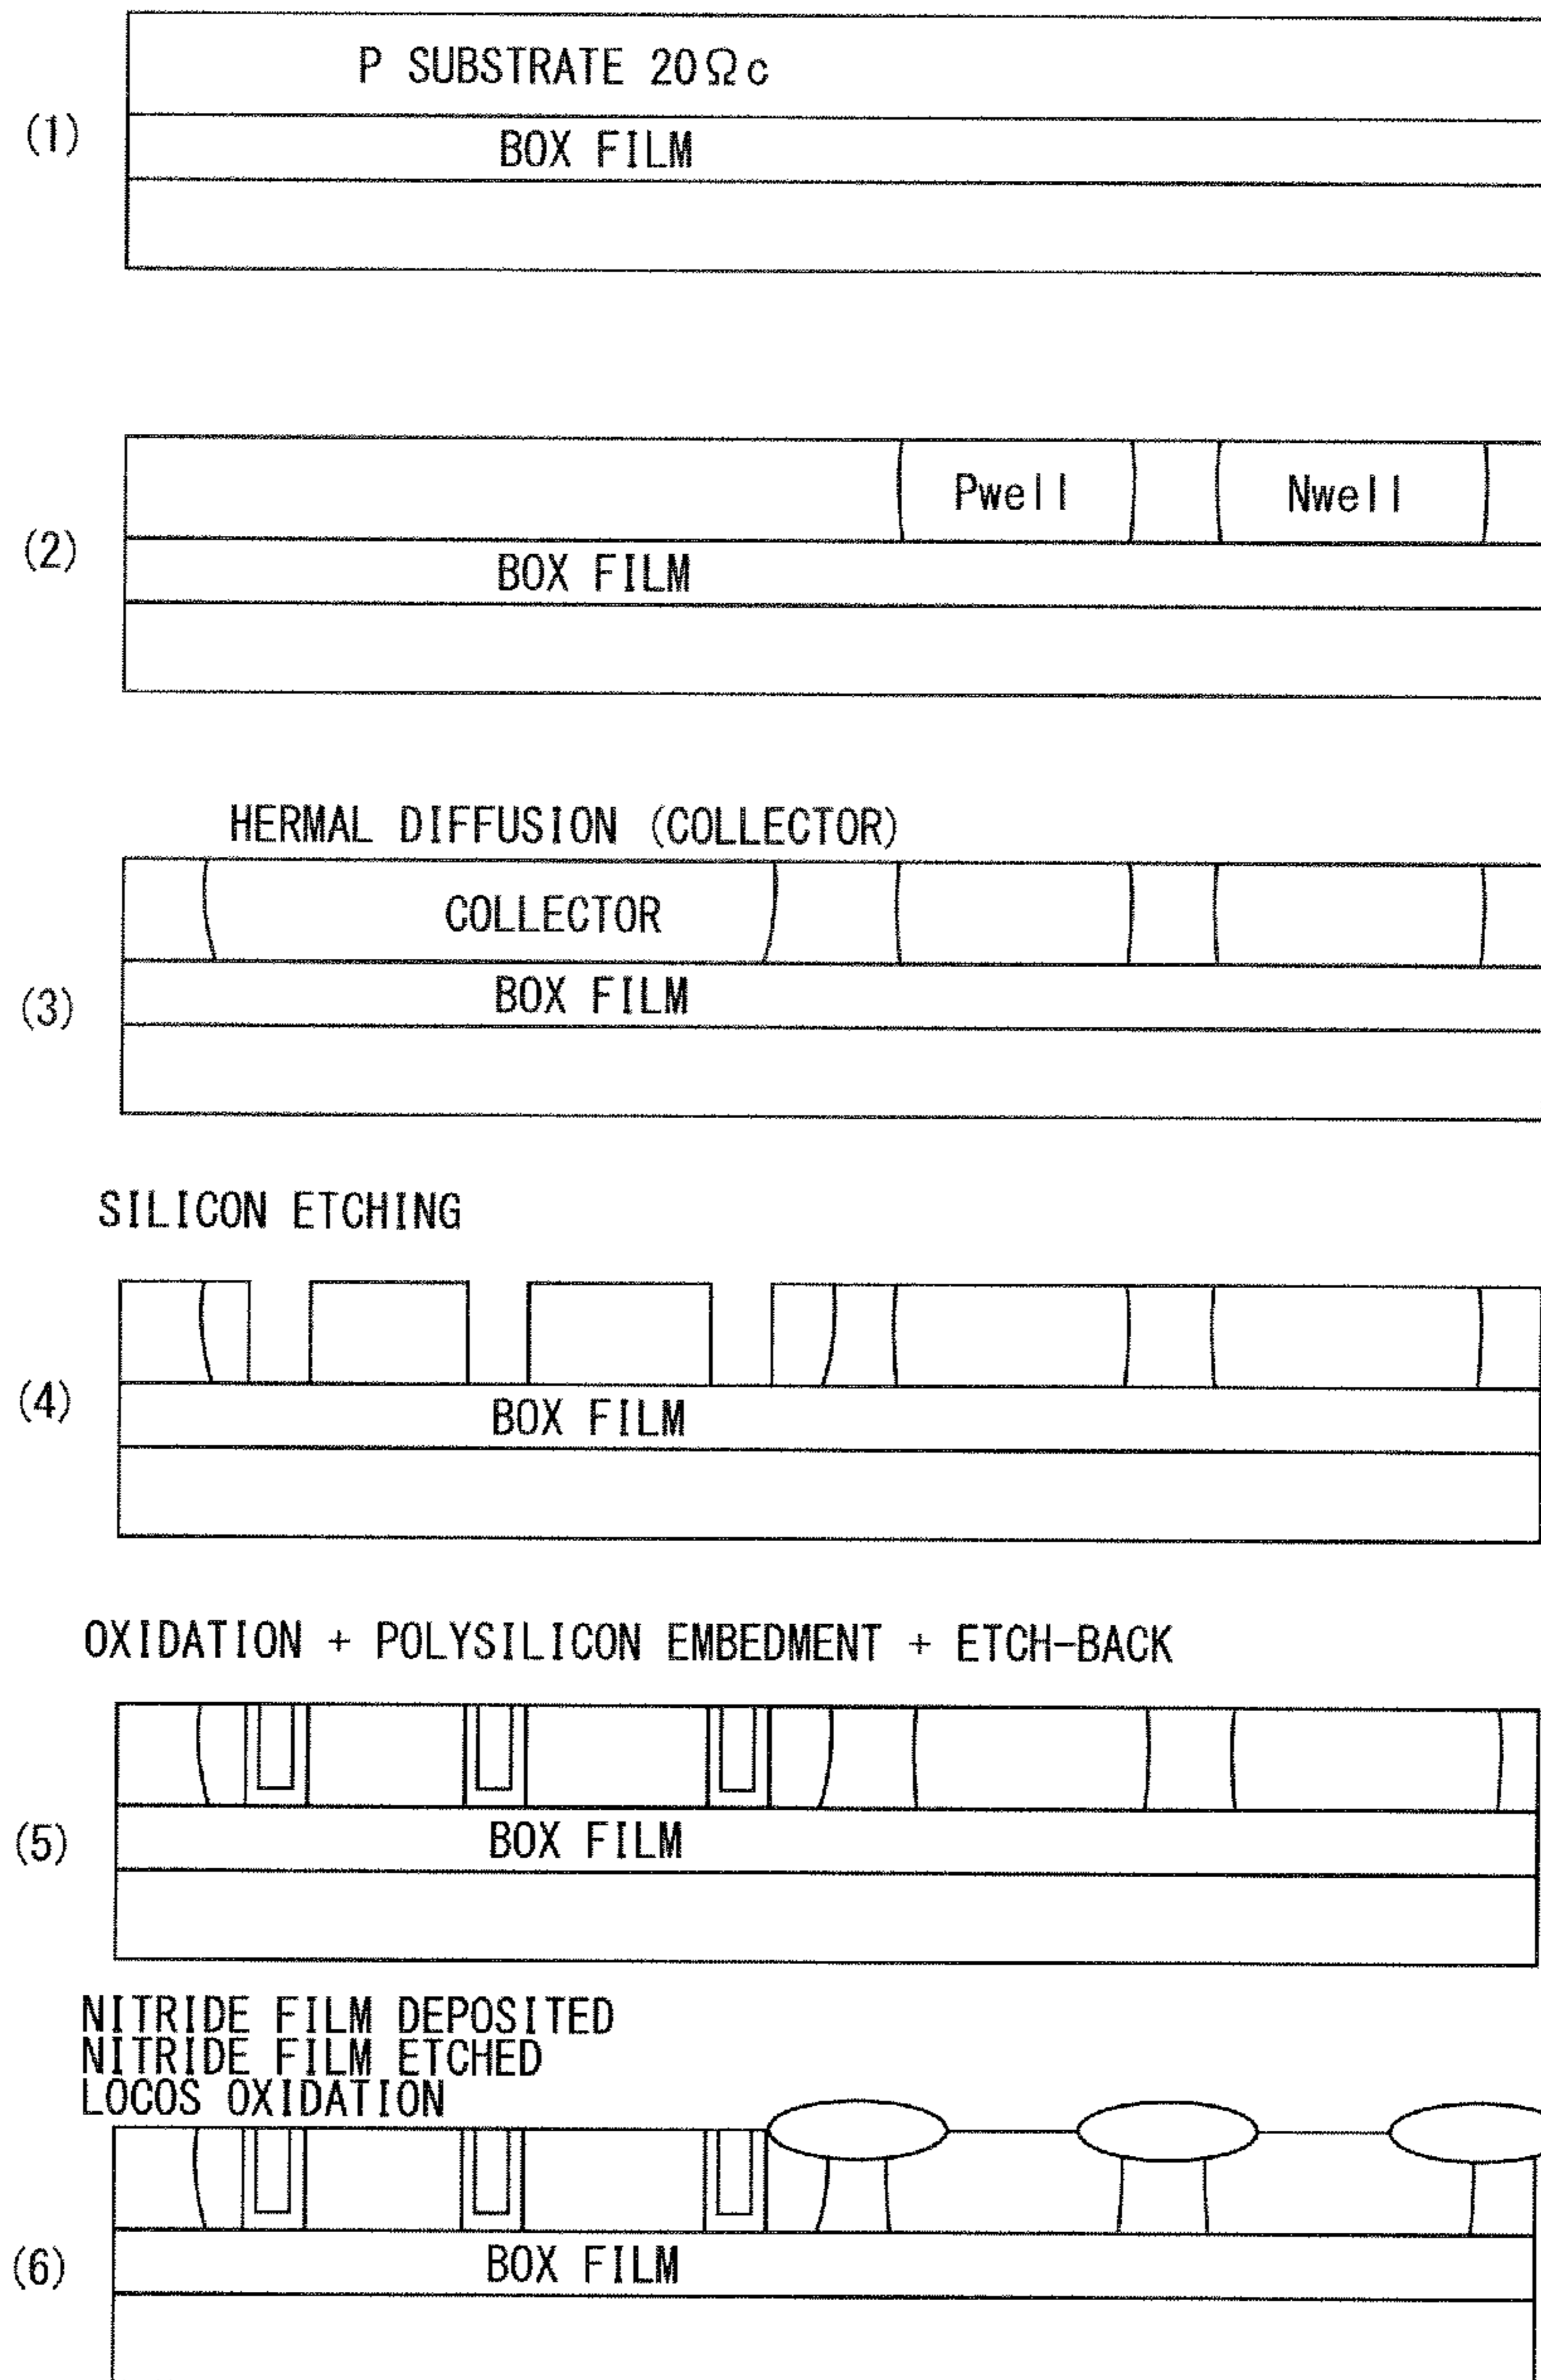 P SUBSTRATE 20Ωc
(1)
BOX FILM
Pwell
Nwell
(2)
BOX FILM
HERMAL DIFFUSION (COLLECTOR)
COLLECTOR
(3)
BOX FILM
SILICON ETCHING
(4)
BOX FILM
OXIDATION + POLYSILICON EMBEDMENT + ETCH-BACK
(5)
BOX FILM
NITRIDE FILM DEPOSITED
NITRIDE FILM ETCHED
LOCOS OXIDATION
(6)
BOX FILM